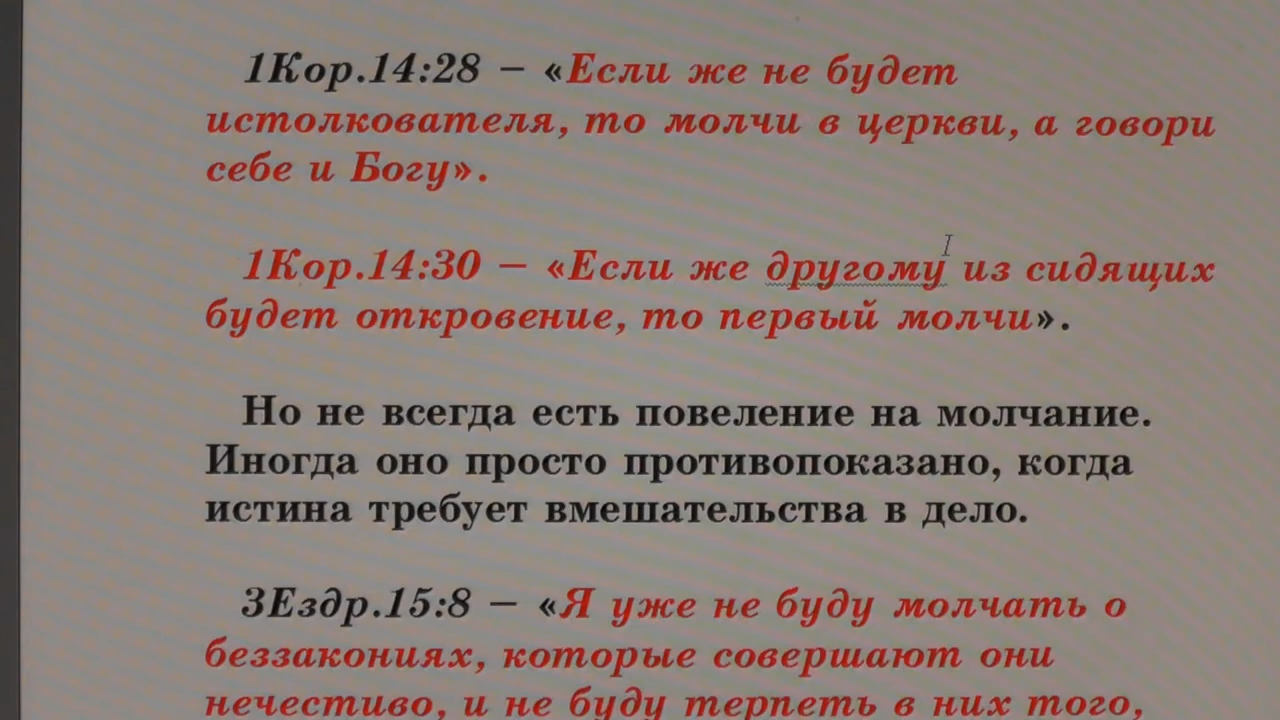 1Кор.14:28 – «Если же не будет
истолкователя, то молчи в церкви, а говори
себе и Богу».
1Кор.14:30 – «Если же другому из сидящих
будет откровение, то первый молчи».
Но не всегда есть повеление на молчание.
Иногда оно просто противопоказано, когда
истина требует вмешательства в дело.
3Ездр.15:8 – «Я уже не буду молчать о
беззакониях, которые совершают они
нечестиво, и не буду терпеть в них того,